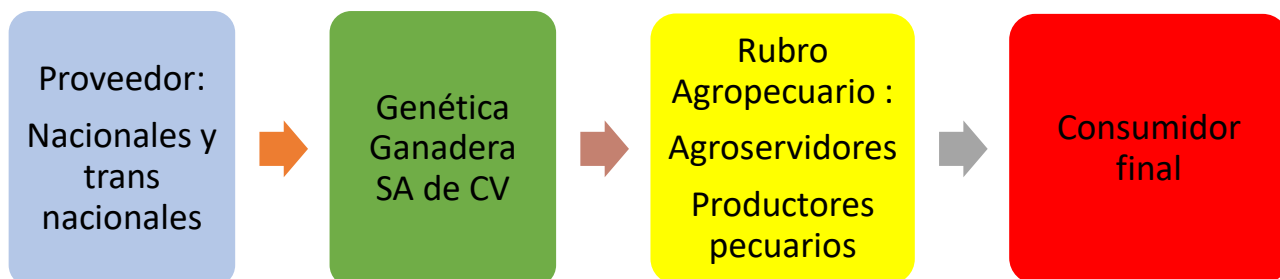 Proveedor:
Nacionales y
trans
nacionales
Genética
Ganadera
SA de CV
Rubro
Agropecuario :
Agroservidores
Productores
pecuarios
Consumidor
final